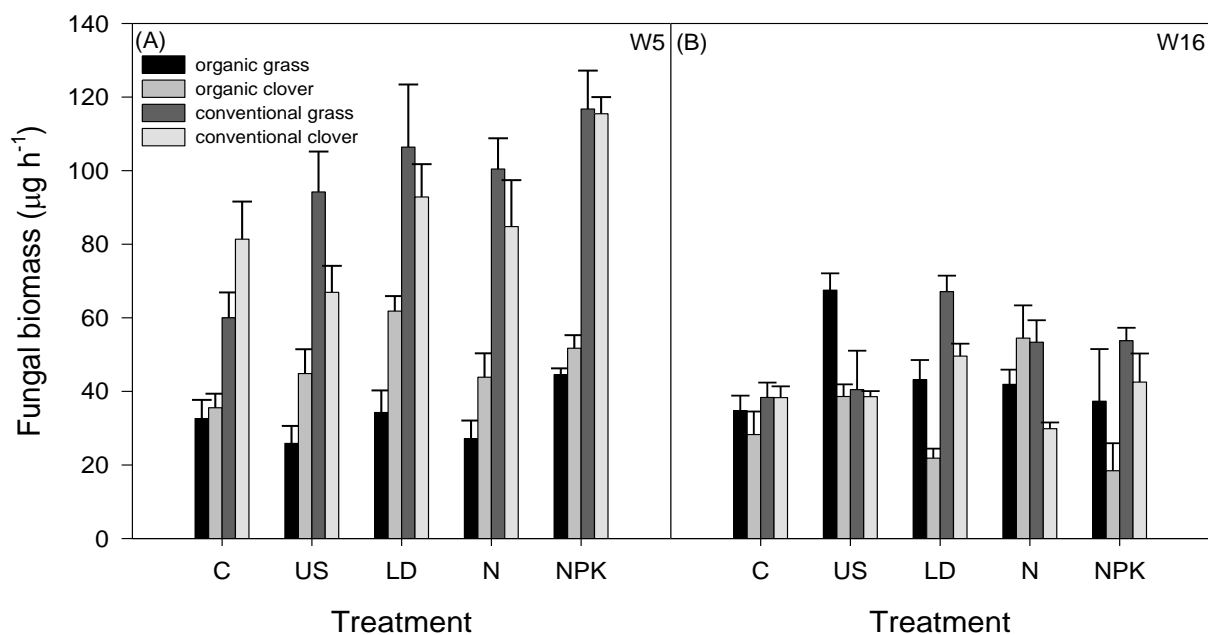 140
120
100
80
60
40
20
0
Fungal biomass (µg h⁻¹)
(A)
W5
organic grass
organic clover
conventional grass
conventional clover
C US LD N NPK
Treatment
(B)
W16
C US LD N NPK
Treatment